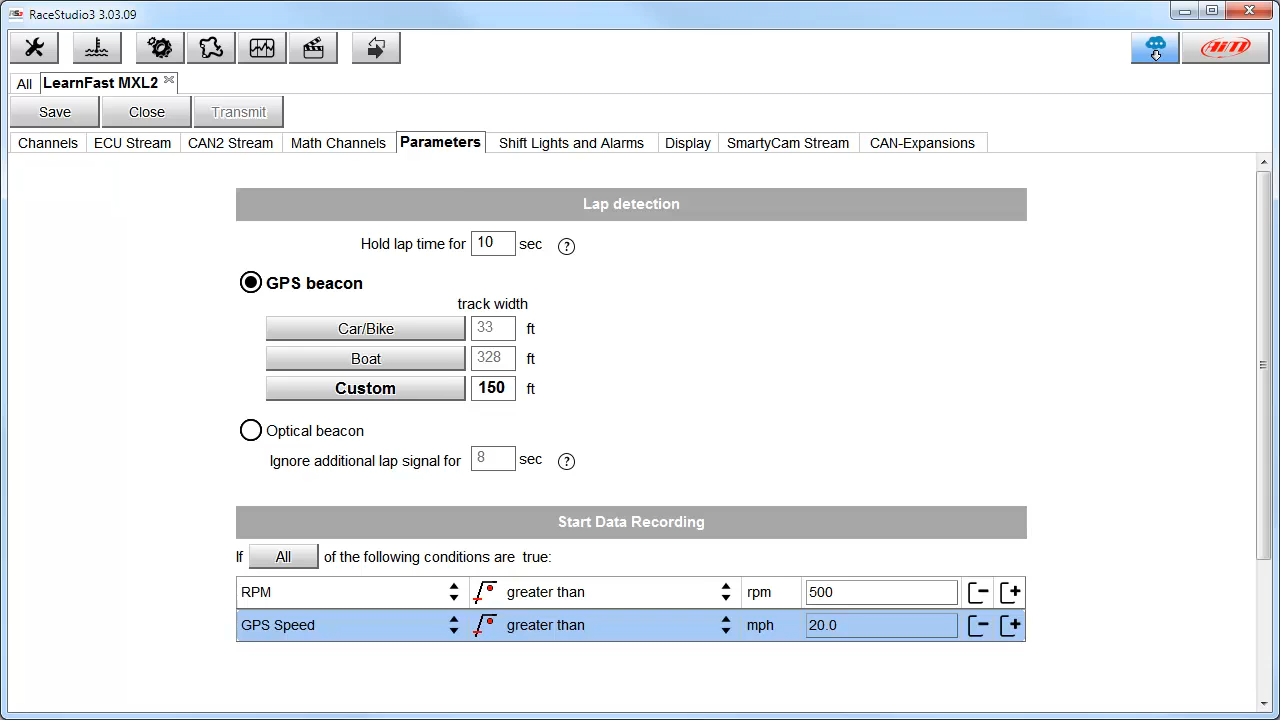 RaceStudio3 3.03.09
AiM
All LearnFast MXL2
Save Close Transmit
Channels ECU Stream CAN2 Stream Math Channels Parameters Shift Lights and Alarms Display SmartyCam Stream CAN-Expansions
Lap detection
Hold lap time for 10 sec ?
GPS beacon
track width
Car/Bike 33 ft
Boat 328 ft
Custom 150 ft
Optical beacon
Ignore additional lap signal for 8 sec ?
Start Data Recording
If All of the following conditions are true:
RPM greater than rpm 500
GPS Speed greater than mph 20.0